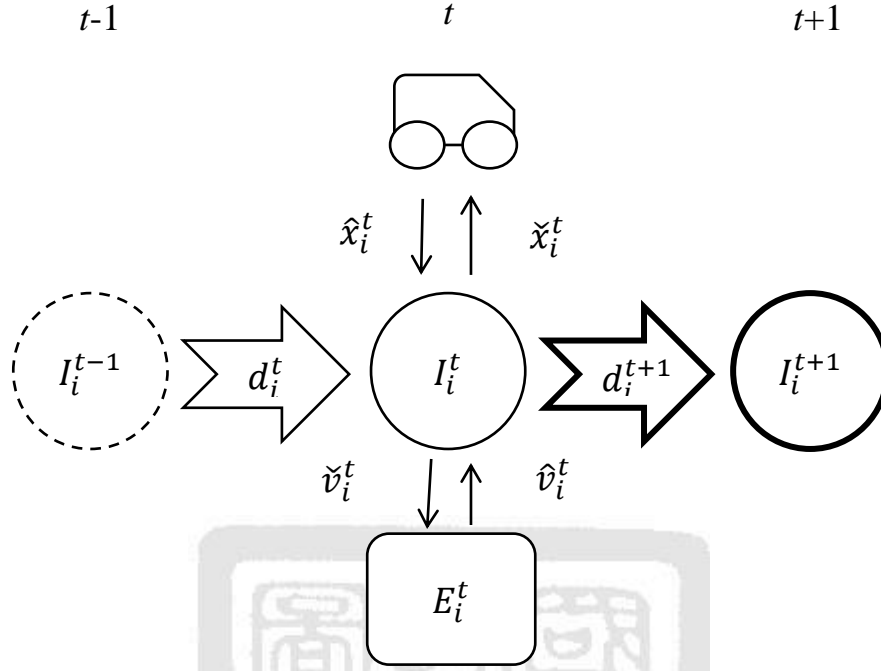 t-1 t t+1
x̂ᵢᵗ x̌ᵢᵗ
Iᵢᵗ⁻¹ dᵢᵗ Iᵢᵗ dᵢᵗ⁺¹ Iᵢᵗ⁺¹
v̌ᵢᵗ v̂ᵢᵗ
Eᵢᵗ